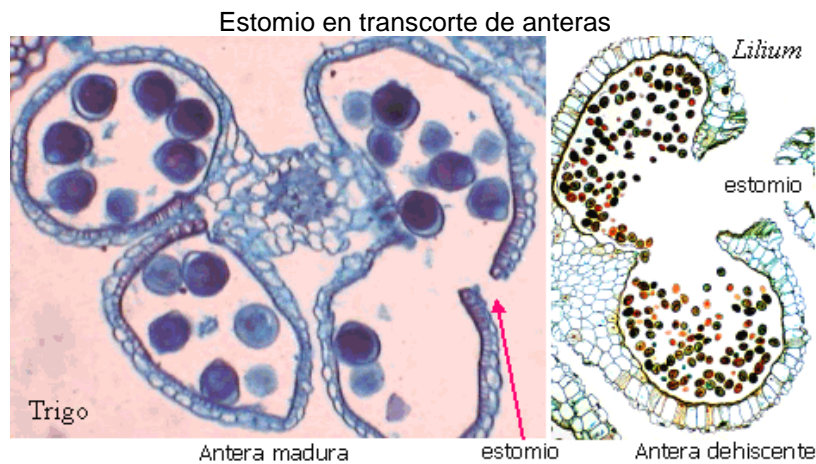 Estomio en transcorte de anteras
Lilium
estomio
Trigo
Antera madura
estomio
Antera dehiscente